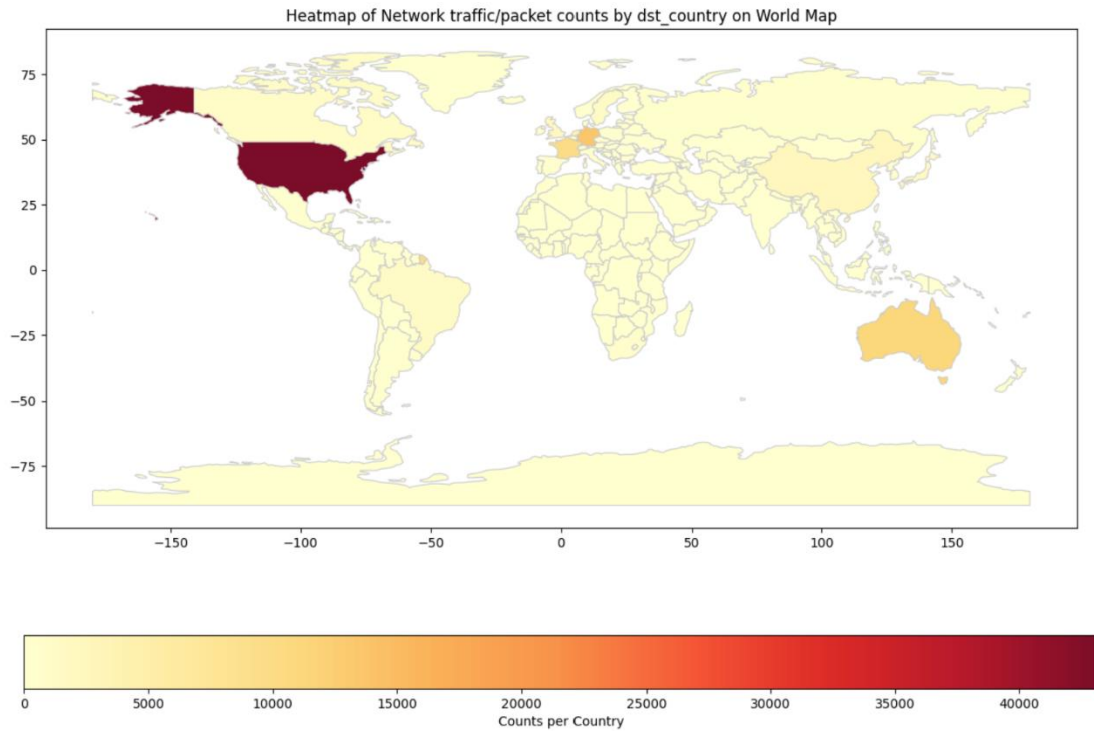 Heatmap of Network traffic/packet counts by dst_country on World Map
75
50
25
0
−25
−50
−75
−150 −100 −50 0 50 100 150
0 5000 10000 15000 20000 25000 30000 35000 40000
Counts per Country